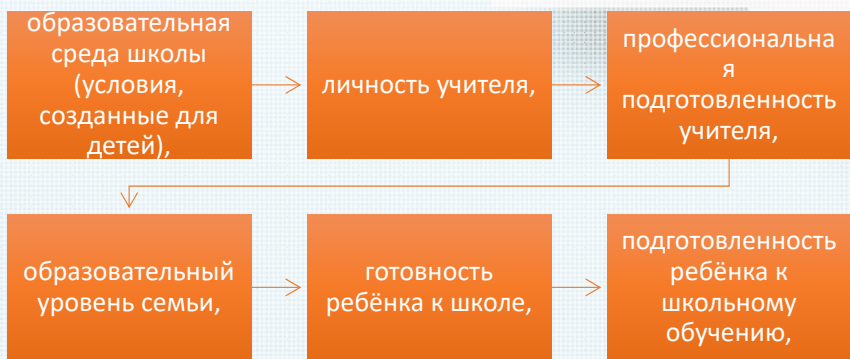 образовательная
среда школы
(условия,
созданные для
детей),
личность учителя,
профессиональна
я
подготовленность
учителя,
образовательный
уровень семьи,
готовность
ребёнка к школе,
подготовленность
ребёнка к
школьному
обучению,